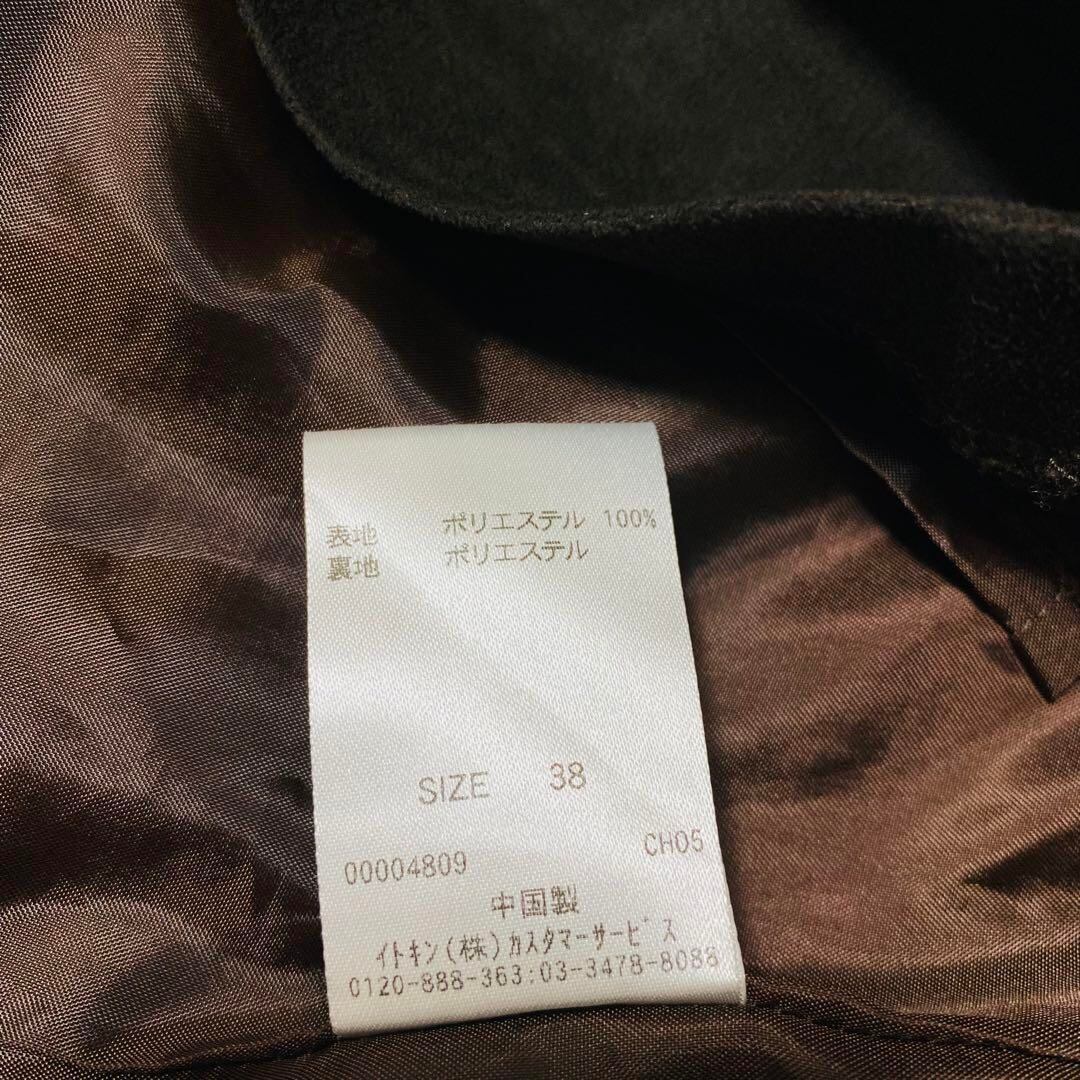 表地 ポリエステル 100%
裏地 ポリエステル
SIZE 38
00004809 CH05
中国製
イトキン(株)カスタマーサービス
0120-888-363:03-3478-8088